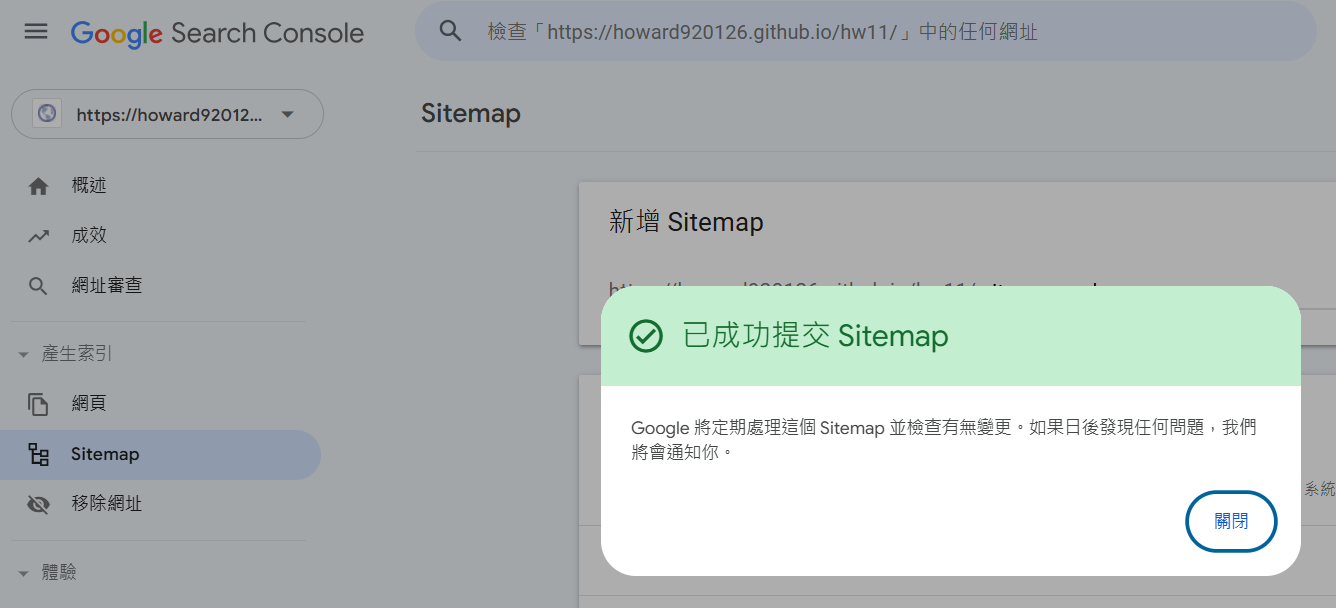 Google Search Console
檢查「https://howard920126.github.io/hw11/」中的任何網址
https://howard92012...
Sitemap
概述
成效
網址審查
產生索引
網頁
Sitemap
移除網址
體驗
新增 Sitemap
已成功提交 Sitemap
Google 將定期處理這個 Sitemap 並檢查有無變更。如果日後發現任何問題，我們
將會通知你。
關閉
系統